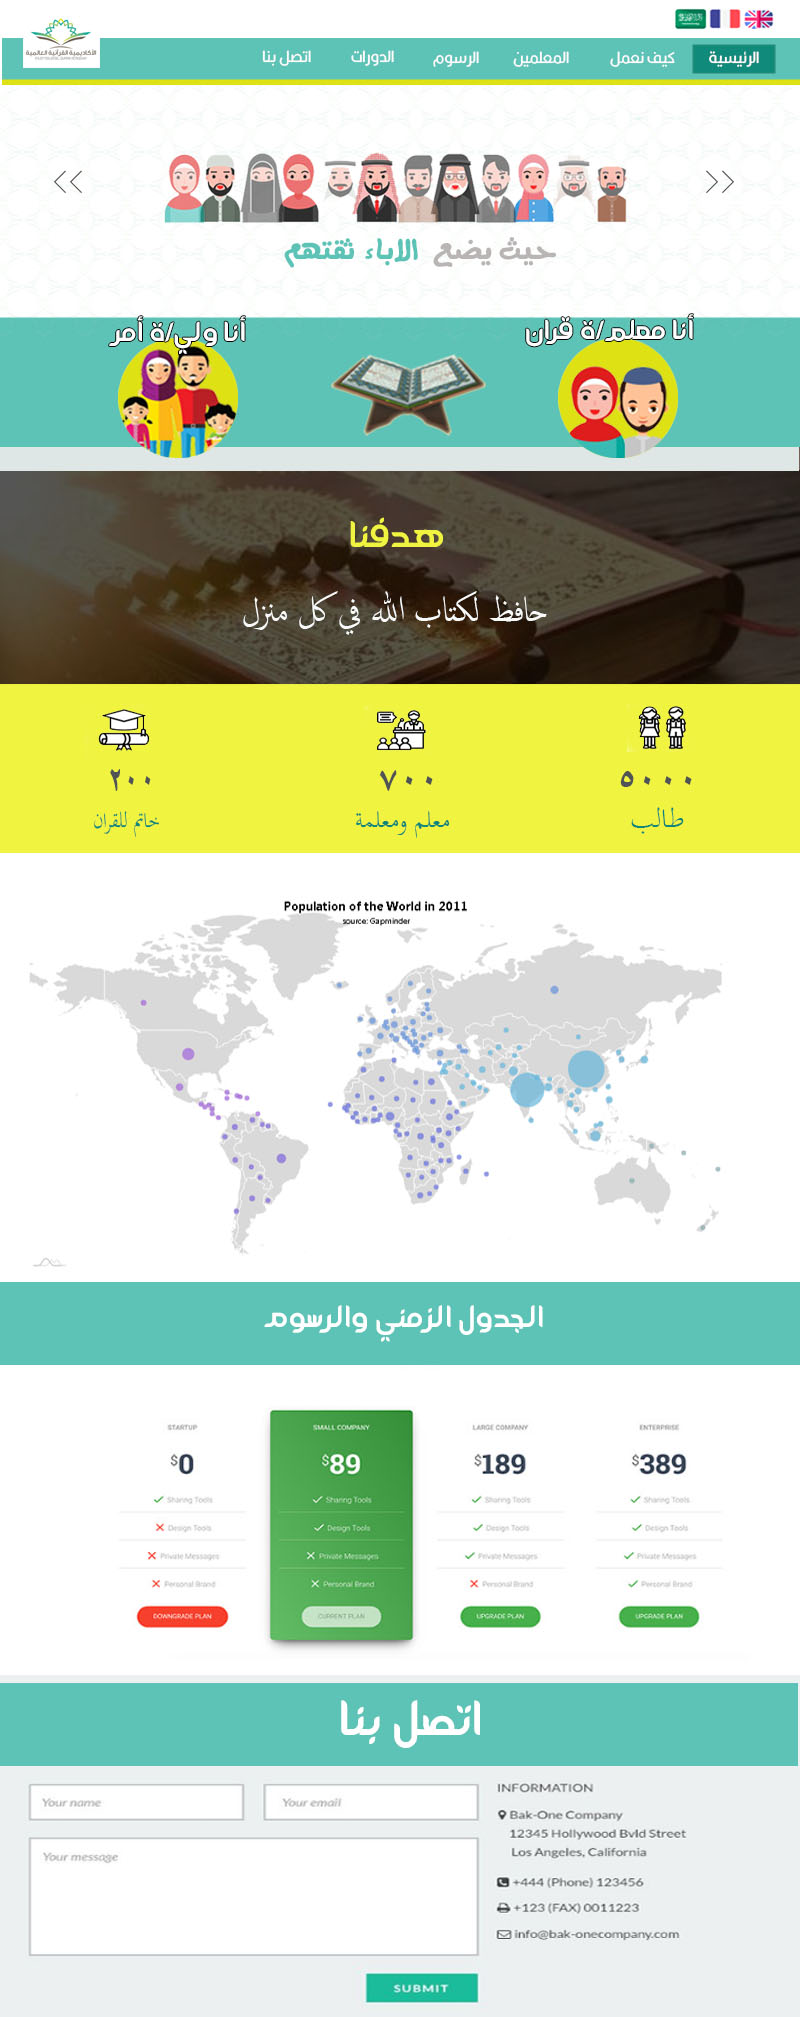 الأكاديمية القرآنية العالمية
الرئيسية
كيف نعمل
المعلمين
الرسوم
الدورات
اتصل بنا
حيث يضع الاباء ثقتهم
أنا معلم/ة قران
أنا ولي/ة أمر
هدفنا
حافظ لكتاب الله في كل منزل
٥٠٠٠
طالب
٧٠٠
معلم ومعلمة
٢٠٠
خاتم للقران
Population of the World in 2011
source: Gapminder
الجدول الزمني والرسوم
STARTUP
$0
Sharing Tools
Design Tools
Private Messages
Personal Brand
DOWNGRADE PLAN
SMALL COMPANY
$89
Sharing Tools
Design Tools
Private Messages
Personal Brand
CURRENT PLAN
LARGE COMPANY
$189
Sharing Tools
Design Tools
Private Messages
Personal Brand
UPGRADE PLAN
ENTERPRISE
$389
Sharing Tools
Design Tools
Private Messages
Personal Brand
UPGRADE PLAN
اتصل بنا
Your name
Your email
Your message
SUBMIT
INFORMATION
Bak-One Company
12345 Hollywood Bvld Street
Los Angeles, California
+444 (Phone) 123456
+123 (FAX) 0011223
info@bak-onecompany.com